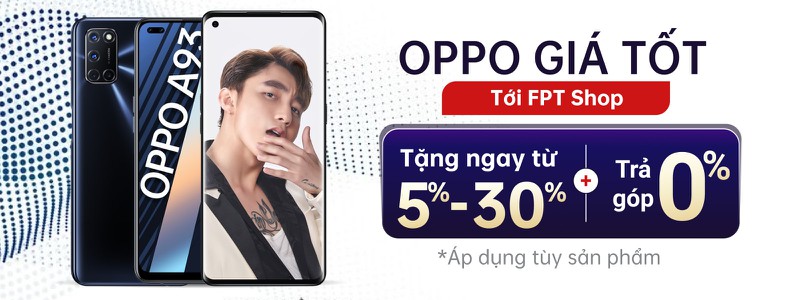 OPPO A93
OPPO GIÁ TỐT
Tới FPT Shop
Tặng ngay từ
5%-30%
+
Trả góp 0%
*Áp dụng tùy sản phẩm